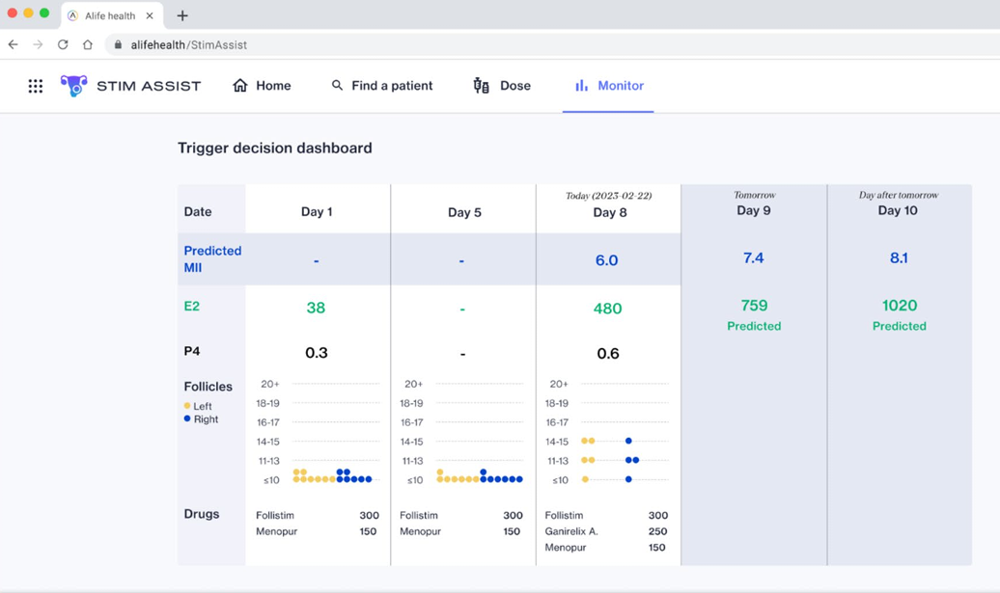 Alife health
alifehealth/StimAssist
STIM ASSIST
Home
Find a patient
Dose
Monitor
Trigger decision dashboard
Date
Day 1
Day 5
Today (2023-02-22)
Day 8
Tomorrow
Day 9
Day after tomorrow
Day 10
Predicted
MII
-
-
6.0
7.4
8.1
E2
38
-
480
759
Predicted
1020
Predicted
P4
0.3
-
0.6
Follicles
Left
Right
20+
18-19
16-17
14-15
11-13
≤10
20+
18-19
16-17
14-15
11-13
≤10
20+
18-19
16-17
14-15
11-13
≤10
Drugs
Follistim 300
Menopur 150
Follistim 300
Menopur 150
Follistim 300
Ganirelix A. 250
Menopur 150